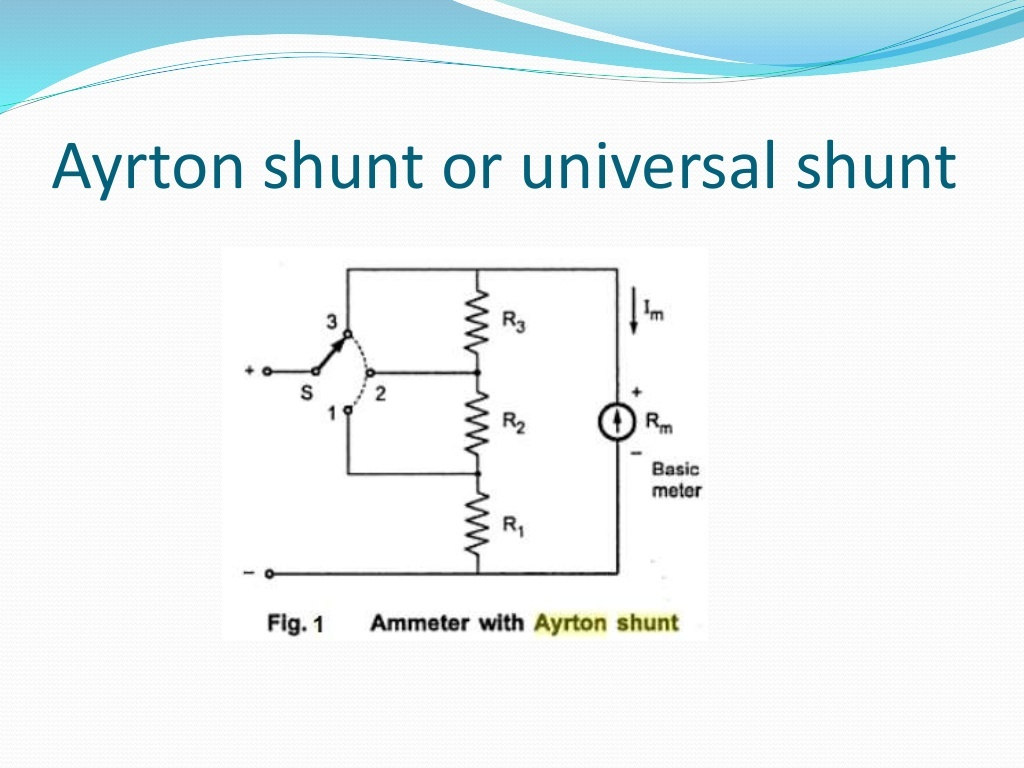 Ayrton shunt or universal shunt
3
R3
Im
+
S
2
1
R2
+
Rm
−
Basic
meter
R1
−
Fig. 1 Ammeter with Ayrton shunt